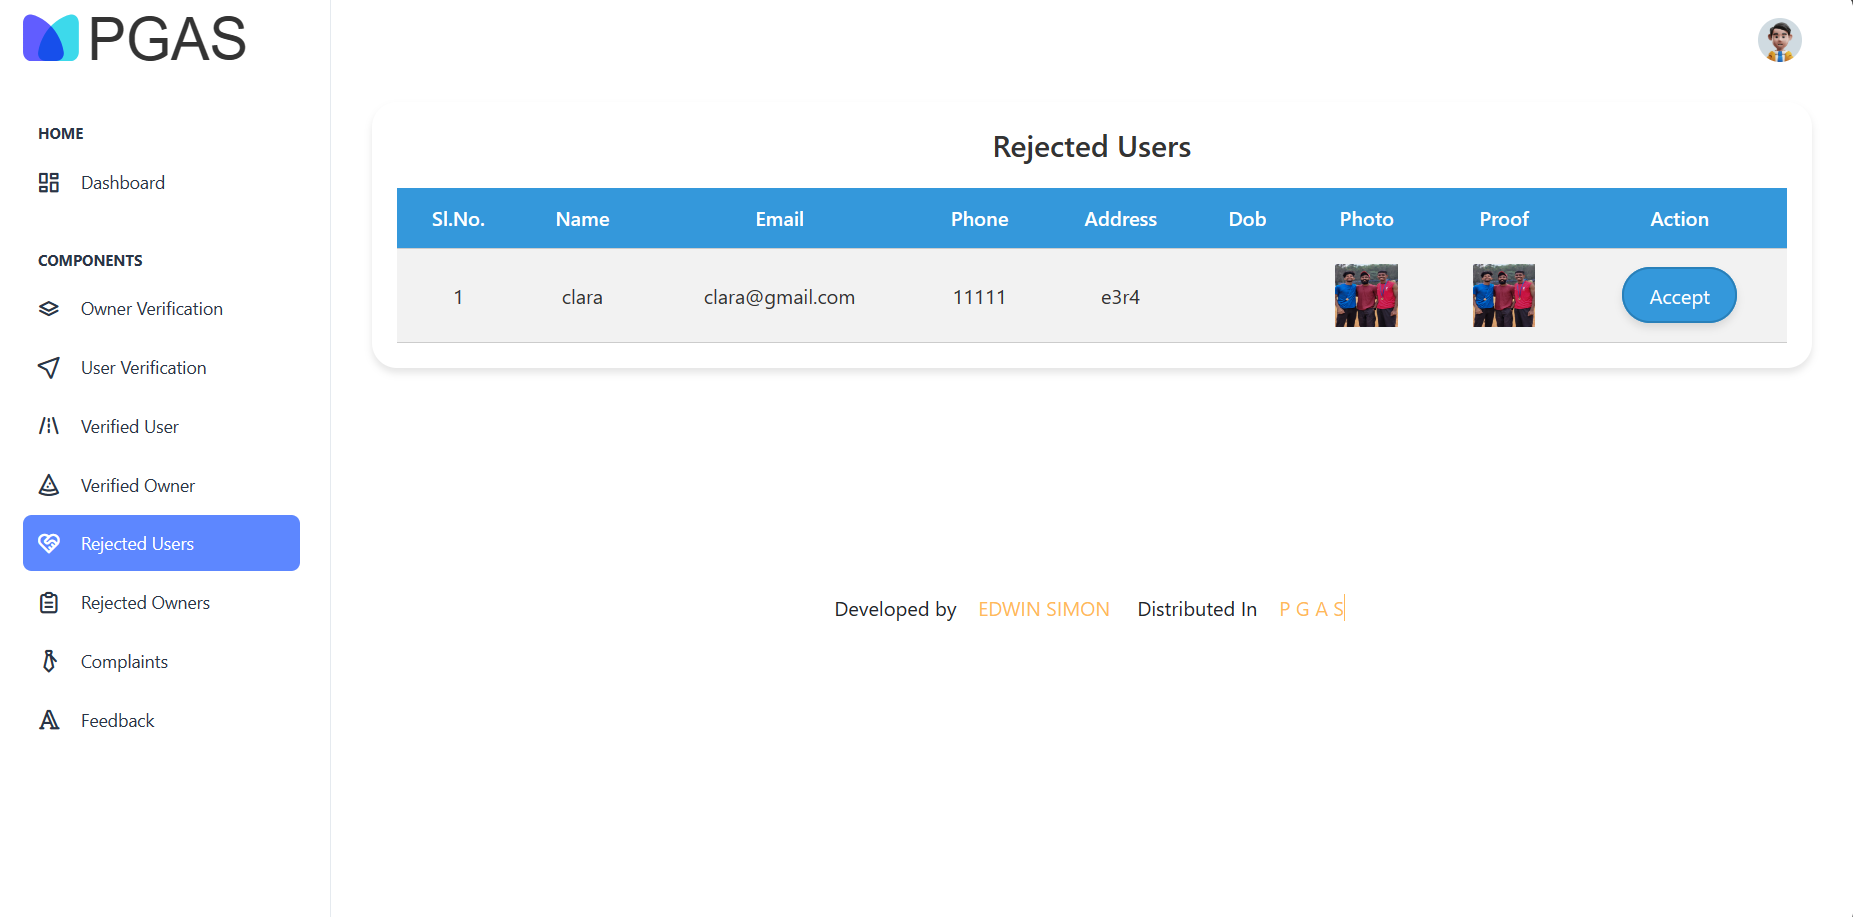 PGAS
HOME
Dashboard
COMPONENTS
Owner Verification
User Verification
Verified User
Verified Owner
Rejected Users
Rejected Owners
Complaints
Feedback
Rejected Users
Sl.No. Name Email Phone Address Dob Photo Proof Action
1 clara clara@gmail.com 11111 e3r4 Accept
Developed by EDWIN SIMON Distributed In P G A S